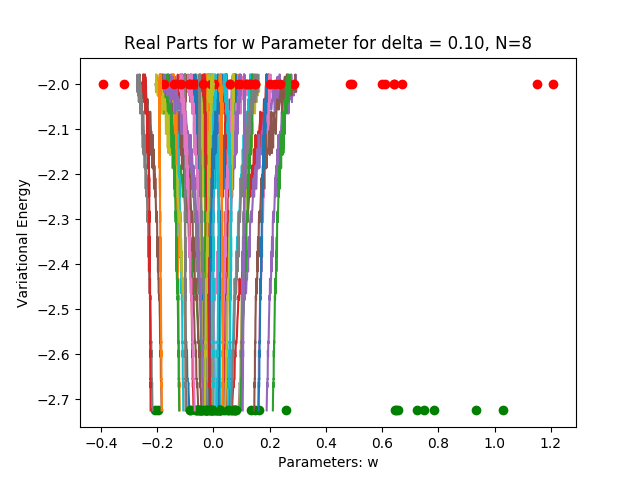 Real Parts for w Parameter for delta = 0.10, N=8
−2.0
−2.1
−2.2
−2.3
−2.4
−2.5
−2.6
−2.7
Variational Energy
−0.4 −0.2 0.0 0.2 0.4 0.6 0.8 1.0 1.2
Parameters: w